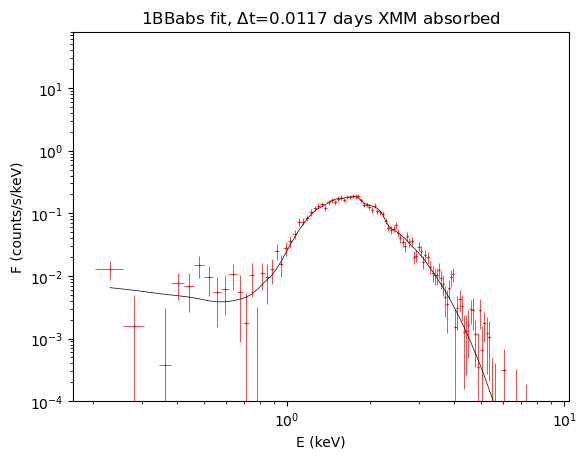 1BBabs fit, Δt=0.0117 days XMM absorbed
F (counts/s/keV)
10¹
10⁰
10⁻¹
10⁻²
10⁻³
10⁻⁴
10⁰
10¹
E (keV)